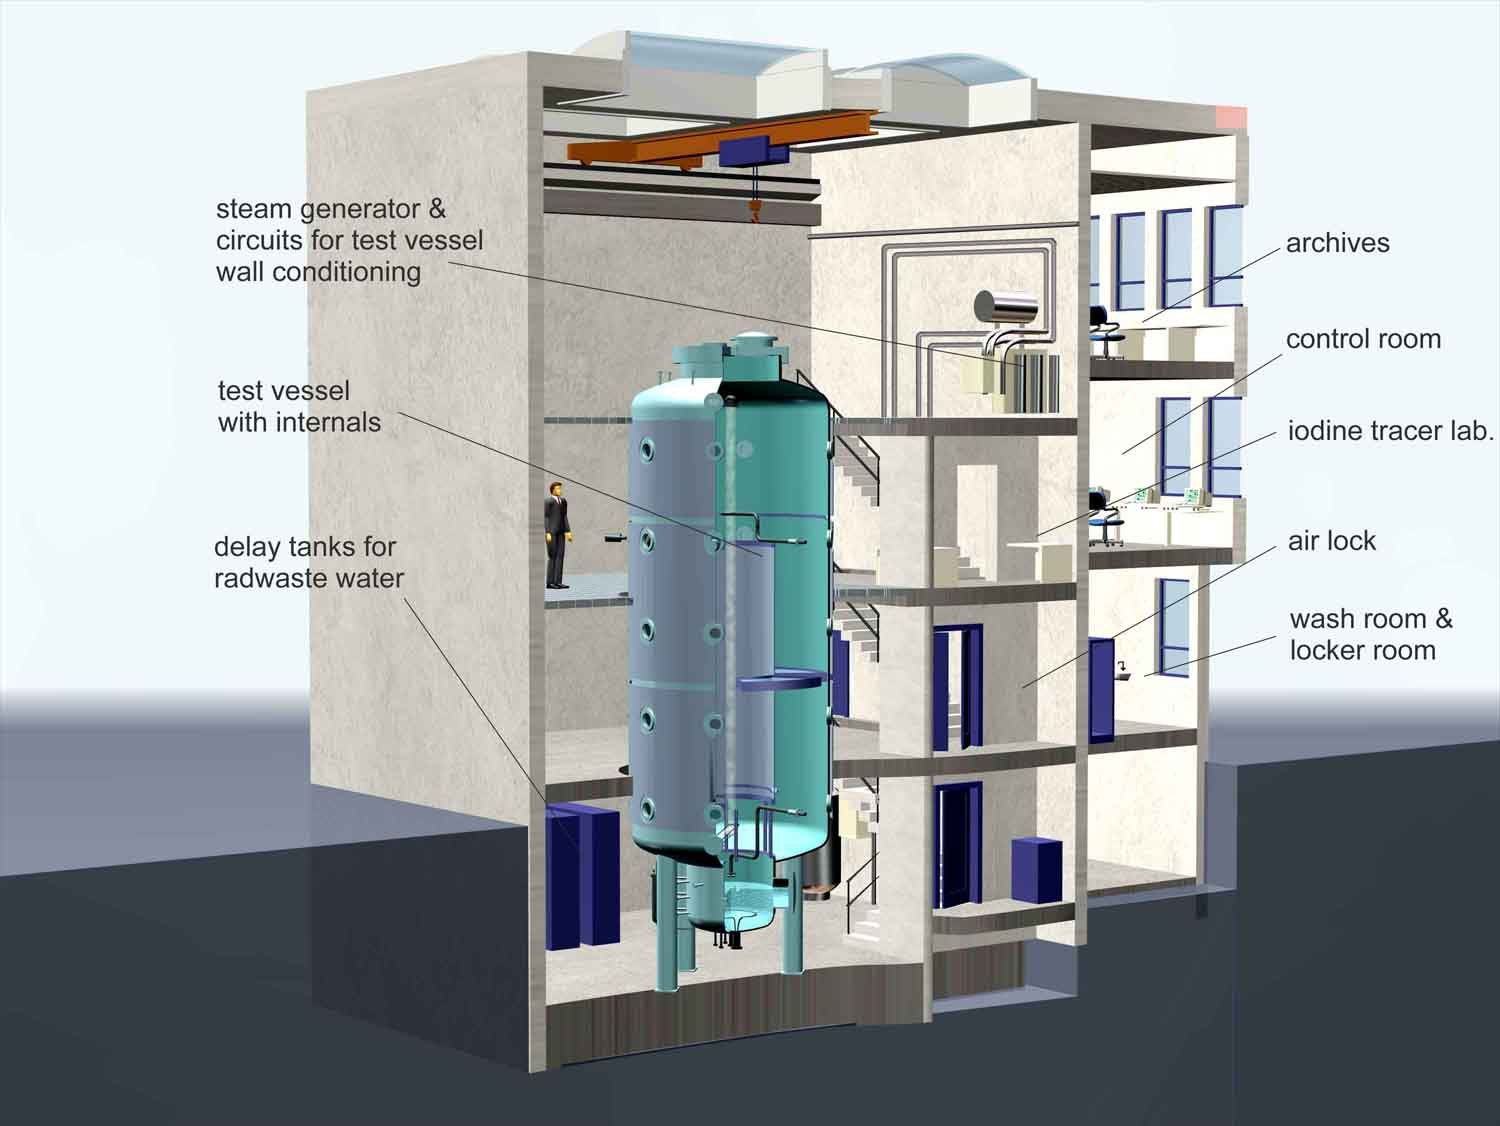 steam generator &
circuits for test vessel
wall conditioning
test vessel
with internals
delay tanks for
radwaste water
archives
control room
iodine tracer lab.
air lock
wash room &
locker room